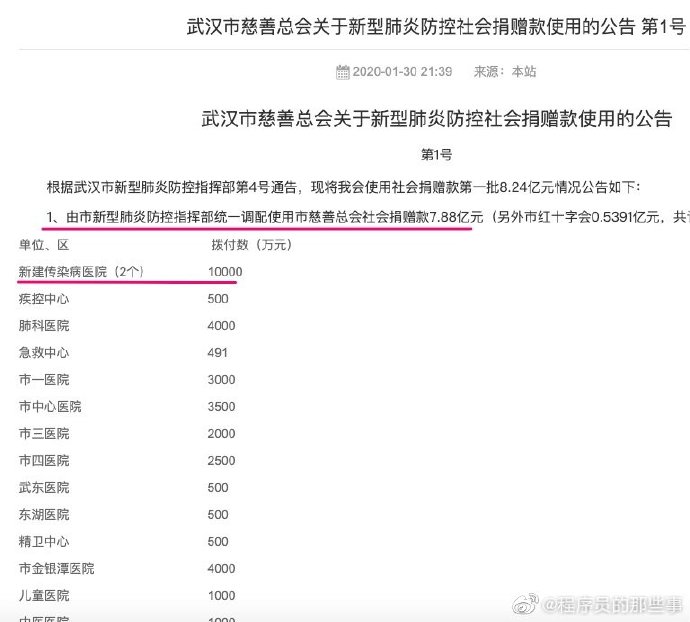 武汉市慈善总会关于新型肺炎防控社会捐赠款使用的公告 第1号
2020-01-30 21:39 来源：本站
武汉市慈善总会关于新型肺炎防控社会捐赠款使用的公告
第1号
根据武汉市新型肺炎防控指挥部第4号通告，现将我会使用社会捐赠款第一批8.24亿元情况公告如下：
1、由市新型肺炎防控指挥部统一调配使用市慈善总会社会捐赠款7.88亿元（另外市红十字会0.5391亿元，共
单位、区 拨付数（万元）
新建传染病医院（2个） 10000
疾控中心 500
肺科医院 4000
急救中心 491
市一医院 3000
市中心医院 3500
市三医院 2000
市四医院 2500
武东医院 500
东湖医院 500
精卫中心 500
市金银潭医院 4000
儿童医院 1000
@程序员的那些事